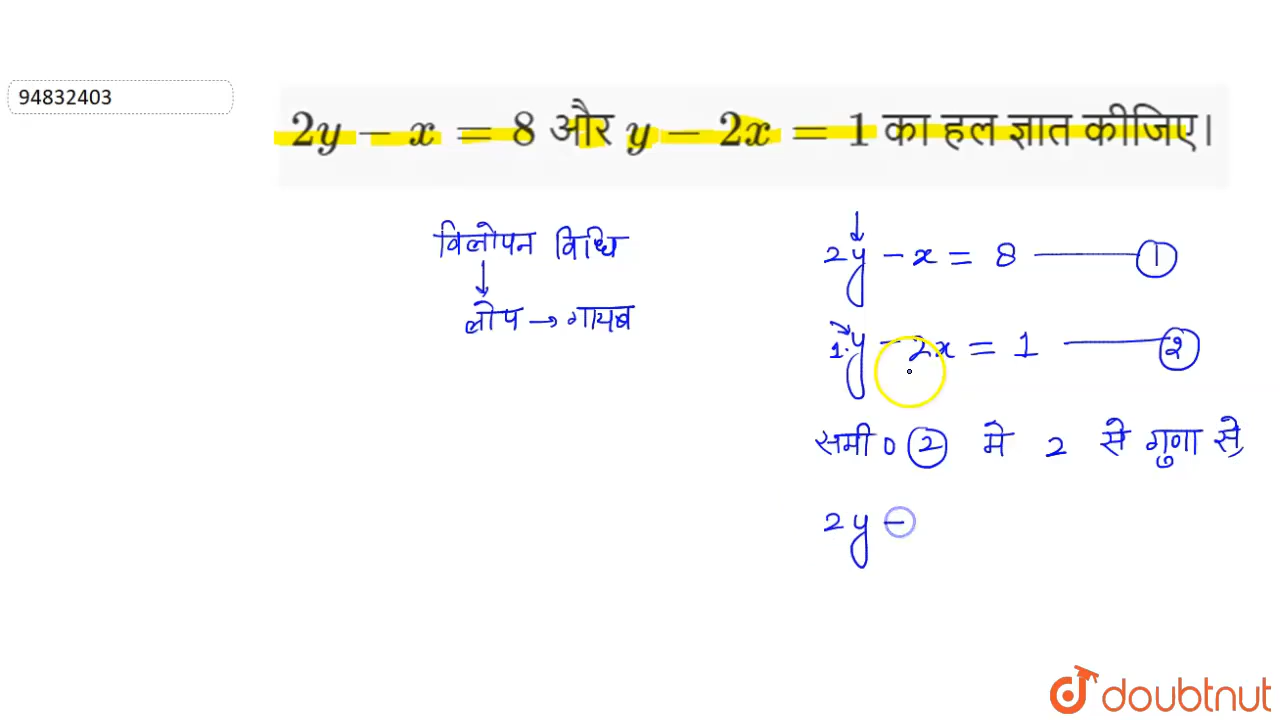 94832403
2y − x = 8 और y − 2x = 1 का हल ज्ञात कीजिए।
विलोपन विधि
लोप → गायब
2y − x = 8 —— ①
1.y − 2x = 1 —— ②
समी० ② मे 2 से गुणा से,
2y −
doubtnut